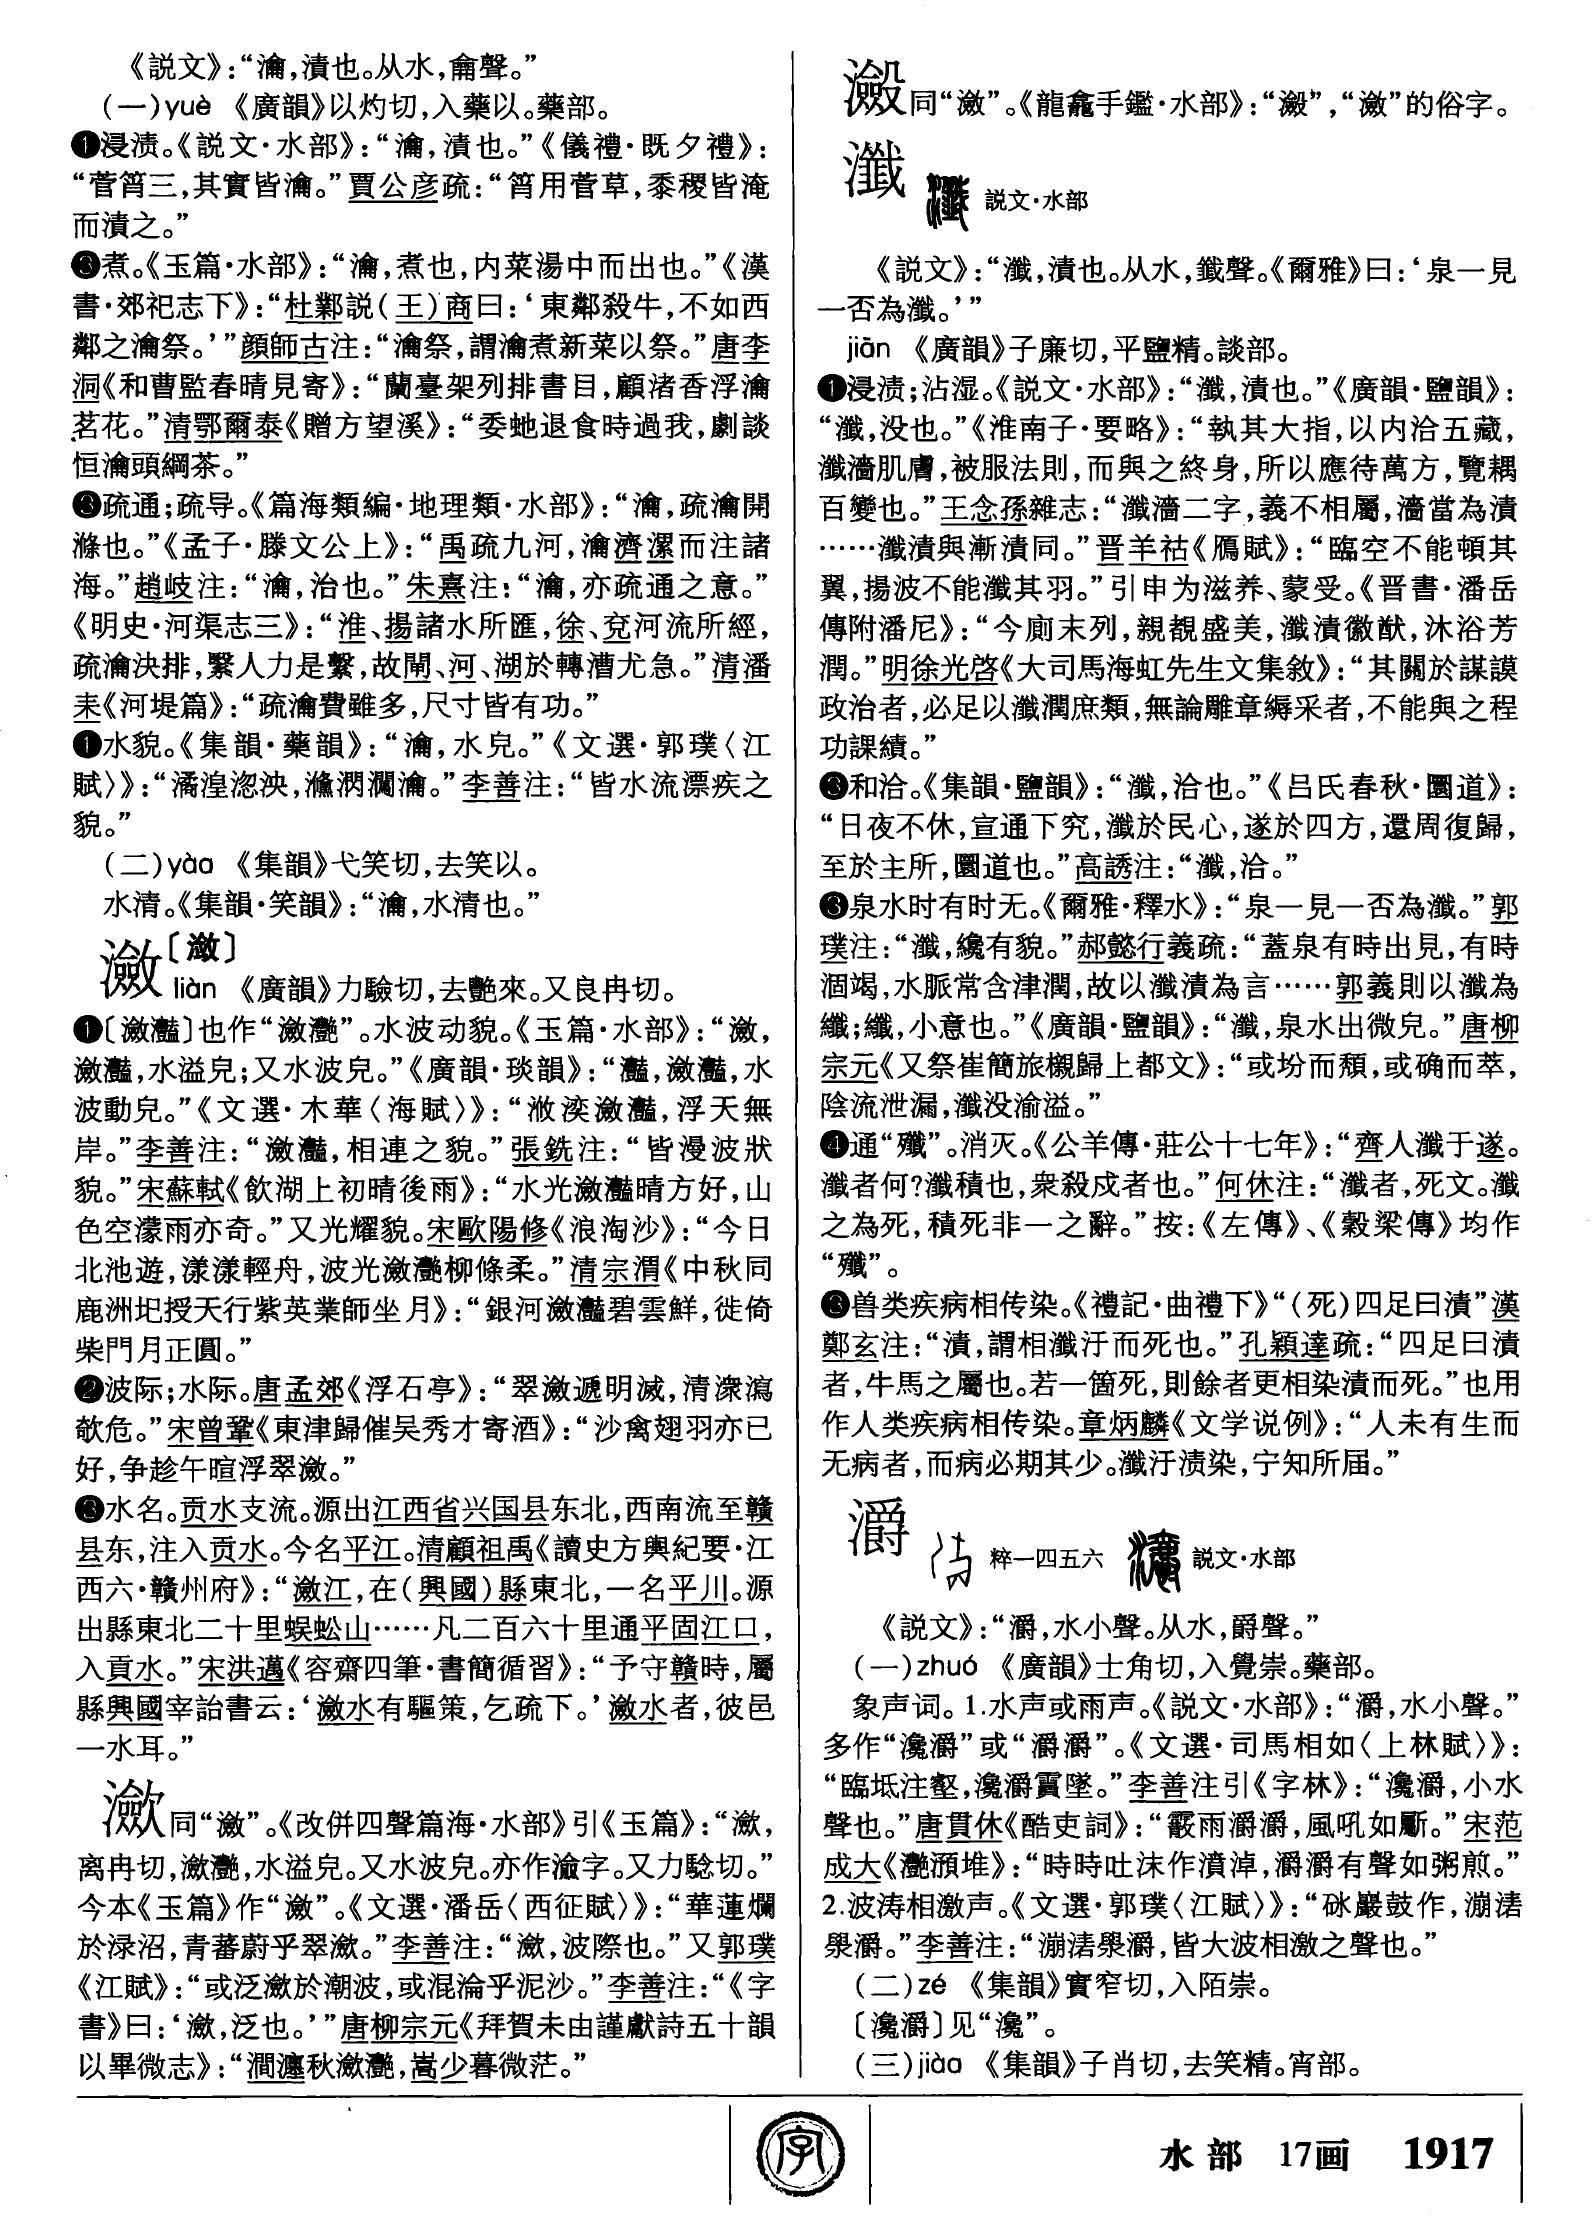 《説文》：“瀹，漬也。从水，龠聲。”
（一）yuè 《廣韻》以灼切，入藥以。藥部。
❶浸渍。《説文·水部》：“瀹，漬也。”《儀禮·既夕禮》：
“菅筲三，其實皆瀹。”賈公彦疏：“筲用菅草，黍稷皆淹
而漬之。”
❷煮。《玉篇·水部》：“瀹，煮也，内菜湯中而出也。”《漢
書·郊祀志下》：“杜鄴説（王）商曰：‘東鄰殺牛，不如西
鄰之瀹祭。’”顔師古注：“瀹祭，謂瀹煮新菜以祭。”唐李
洞《和曹監春晴見寄》：“蘭臺架列排書目，顧渚香浮瀹
茗花。”清鄂爾泰《贈方望溪》：“委虵退食時過我，劇談
恒瀹頭綱茶。”
❸疏通；疏导。《篇海類編·地理類·水部》：“瀹，疏瀹開
滌也。”《孟子·滕文公上》：“禹疏九河，瀹濟漯而注諸
海。”趙岐注：“瀹，治也。”朱熹注：“瀹，亦疏通之意。”
《明史·河渠志三》：“淮、揚諸水所匯，徐、兗河流所經，
疏瀹決排，繄人力是繫，故閘、河、湖於轉漕尤急。”清潘
耒《河堤篇》：“疏瀹費雖多，尺寸皆有功。”
❹水貌。《集韻·藥韻》：“瀹，水皃。”《文選·郭璞〈江
賦〉》：“潏湟淴泱，㵧㶒瀾瀹。”李善注：“皆水流漂疾之
貌。”
（二）yào 《集韻》弋笑切，去笑以。
水清。《集韻·笑韻》：“瀹，水清也。”
瀲〔潋〕
liàn 《廣韻》力驗切，去艷來。又良冉切。
❶〔瀲灩〕也作“瀲灔”。水波动貌。《玉篇·水部》：“瀲，
瀲灩，水溢皃；又水波皃。”《廣韻·琰韻》：“灩，瀲灩，水
波動皃。”《文選·木華〈海賦〉》：“浟湙瀲灩，浮天無
岸。”李善注：“瀲灩，相連之貌。”張銑注：“皆漫波狀
貌。”宋蘇軾《飲湖上初晴後雨》：“水光瀲灩晴方好，山
色空濛雨亦奇。”又光耀貌。宋歐陽修《浪淘沙》：“今日
北池遊，漾漾輕舟，波光瀲灔柳條柔。”清宗渭《中秋同
鹿洲圯授天行紫英業師坐月》：“銀河瀲灩碧雲鮮，徙倚
柴門月正圓。”
❷波际；水际。唐孟郊《浮石亭》：“翠瀲遞明滅，清潨瀉
欹危。”宋曾鞏《東津歸催吴秀才寄酒》：“沙禽翅羽亦已
好，争趁午暄浮翠瀲。”
❸水名。贡水支流。源出江西省兴国县东北，西南流至赣
县东，注入贡水。今名平江。清顧祖禹《讀史方輿紀要·江
西六·贛州府》：“瀲江，在（興國）縣東北，一名平川。源
出縣東北二十里蜈蚣山……凡二百六十里通平固江口，
入貢水。”宋洪邁《容齋四筆·書簡循習》：“予守贛時，屬
縣興國宰詒書云：‘瀲水有驅策，乞疏下。’瀲水者，彼邑
一水耳。”
㶑同“瀲”。《改併四聲篇海·水部》引《玉篇》：“㶑，
离冉切，㶑灔，水溢皃。又水波皃。亦作澰字。又力騐切。”
今本《玉篇》作“瀲”。《文選·潘岳〈西征賦〉》：“華蓮爛
於渌沼，青蕃蔚乎翠㶑。”李善注：“㶑，波際也。”又郭璞
《江賦》：“或泛㶑於潮波，或混淪乎泥沙。”李善注：“《字
書》曰：‘㶑，泛也。’”唐柳宗元《拜賀未由謹獻詩五十韻
以畢微志》：“澗瀍秋瀲灔，嵩少暮微茫。”
同“瀲”。《龍龕手鑑·水部》：“”，“瀲”的俗字。
瀸
説文·水部
《説文》：“瀸，漬也。从水，韱聲。《爾雅》曰：‘泉一見
一否為瀸。’”
jiān 《廣韻》子廉切，平鹽精。談部。
❶浸渍；沾湿。《説文·水部》：“瀸，漬也。”《廣韻·鹽韻》：
“瀸，没也。”《淮南子·要略》：“執其大指，以内洽五藏，
瀸濇肌膚，被服法則，而與之終身，所以應待萬方，覽耦
百變也。”王念孫雜志：“瀸濇二字，義不相屬，濇當為漬
……瀸漬與漸漬同。”晋羊祜《鴈賦》：“臨空不能頓其
翼，揚波不能瀸其羽。”引申为滋养、蒙受。《晋書·潘岳
傳附潘尼》：“今廁末列，親覩盛美，瀸漬徽猷，沐浴芳
潤。”明徐光啓《大司馬海虹先生文集敘》：“其關於謀謨
政治者，必足以瀸潤庶類，無論雕章縟采者，不能與之程
功課績。”
❷和洽。《集韻·鹽韻》：“瀸，洽也。”《吕氏春秋·圜道》：
“日夜不休，宣通下究，瀸於民心，遂於四方，還周復歸，
至於主所，圜道也。”高誘注：“瀸，洽。”
❸泉水时有时无。《爾雅·釋水》：“泉一見一否為瀸。”郭
璞注：“瀸，纔有貌。”郝懿行義疏：“蓋泉有時出見，有時
涸竭，水脈常含津潤，故以瀸漬為言……郭義則以瀸為
纖；纖，小意也。”《廣韻·鹽韻》：“瀸，泉水出微皃。”唐柳
宗元《又祭崔簡旅櫬歸上都文》：“或坋而頽，或确而萃，
陰流泄漏，瀸没渝溢。”
❹通“殲”。消灭。《公羊傳·莊公十七年》：“齊人瀸于遂。
瀸者何？瀸積也，衆殺戍者也。”何休注：“瀸者，死文。瀸
之為死，積死非一之辭。”按：《左傳》、《穀梁傳》均作
“殲”。
❺兽类疾病相传染。《禮記·曲禮下》“（死）四足曰漬”漢
鄭玄注：“漬，謂相瀸汙而死也。”孔穎達疏：“四足曰漬
者，牛馬之屬也。若一箇死，則餘者更相染漬而死。”也用
作人类疾病相传染。章炳麟《文学说例》：“人未有生而
无病者，而病必期其少。瀸汙渍染，宁知所届。”
灂
粹一四五六 説文·水部
《説文》：“灂，水小聲。从水，爵聲。”
（一）zhuó 《廣韻》士角切，入覺崇。藥部。
象声词。1.水声或雨声。《説文·水部》：“灂，水小聲。”
多作“瀺灂”或“灂灂”。《文選·司馬相如〈上林賦〉》：
“臨坻注壑，瀺灂霣墜。”李善注引《字林》：“瀺灂，小水
聲也。”唐貫休《酷吏詞》：“霰雨灂灂，風吼如斸。”宋范
成大《灔澦堆》：“時時吐沫作濆淖，灂灂有聲如粥煎。”
2.波涛相激声。《文選·郭璞〈江賦〉》：“砯巖鼓作，漰湱
澩灂。”李善注：“漰湱澩灂，皆大波相激之聲也。”
（二）zé 《集韻》實窄切，入陌崇。
〔瀺灂〕见“瀺”。
（三）jiào 《集韻》子肖切，去笑精。宵部。
字
水部 17画 1917